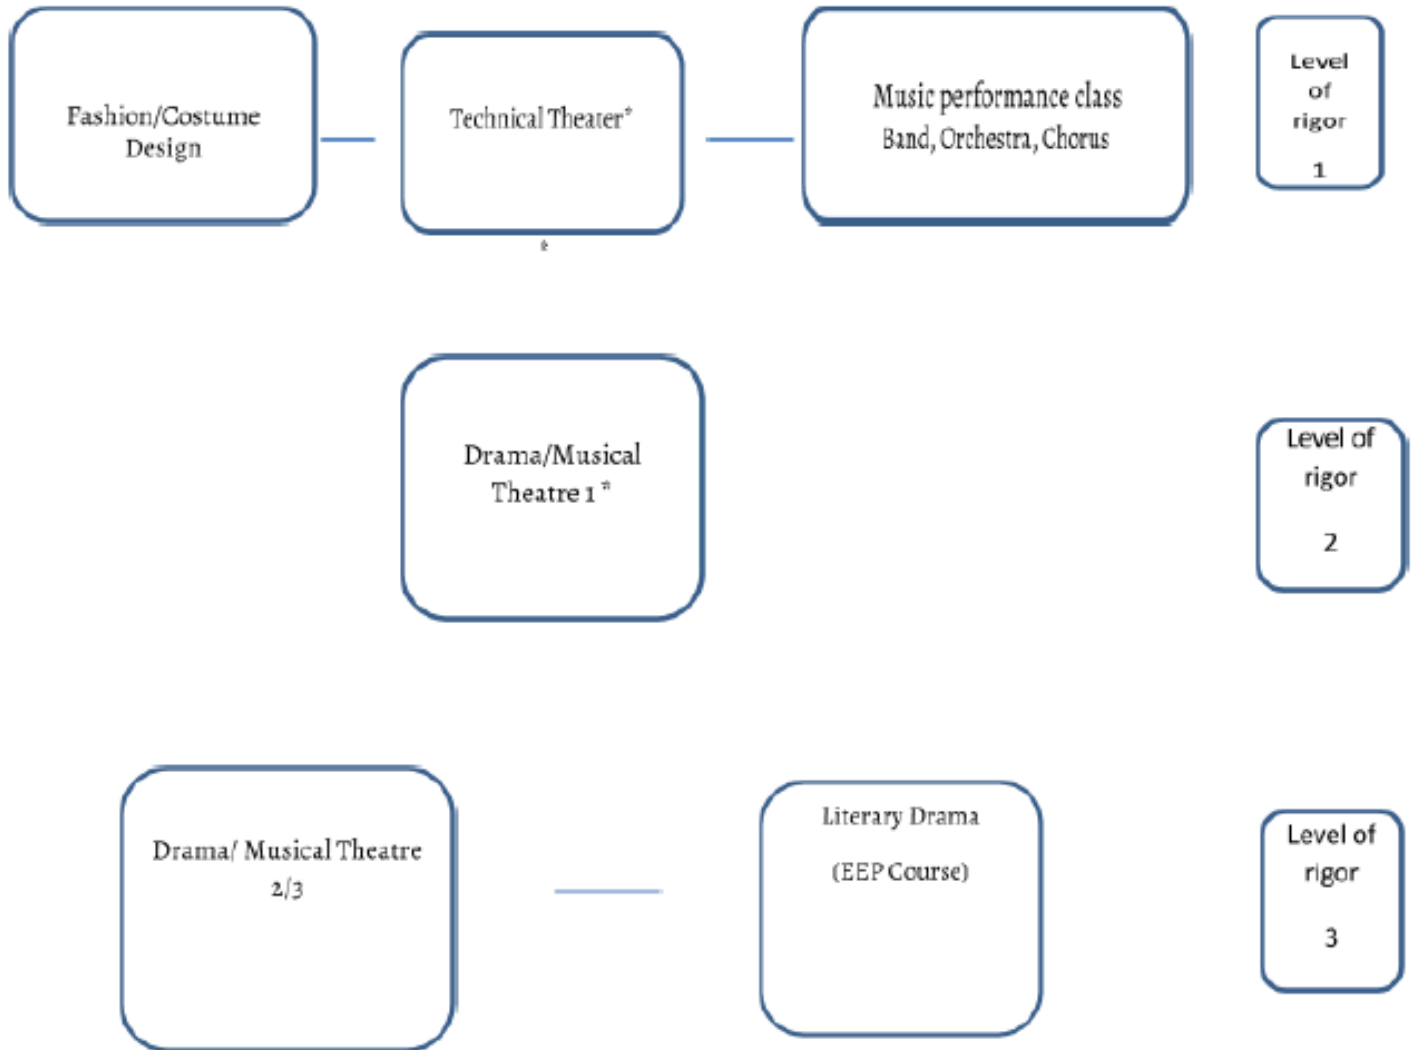 Fashion/Costume
Design
Technical Theater*
*
Music performance class
Band, Orchestra, Chorus
Level
of
rigor
1
Drama/Musical
Theatre 1 *
Level of
rigor
2
Drama/ Musical Theatre
2/3
Literary Drama
(EEP Course)
Level of
rigor
3